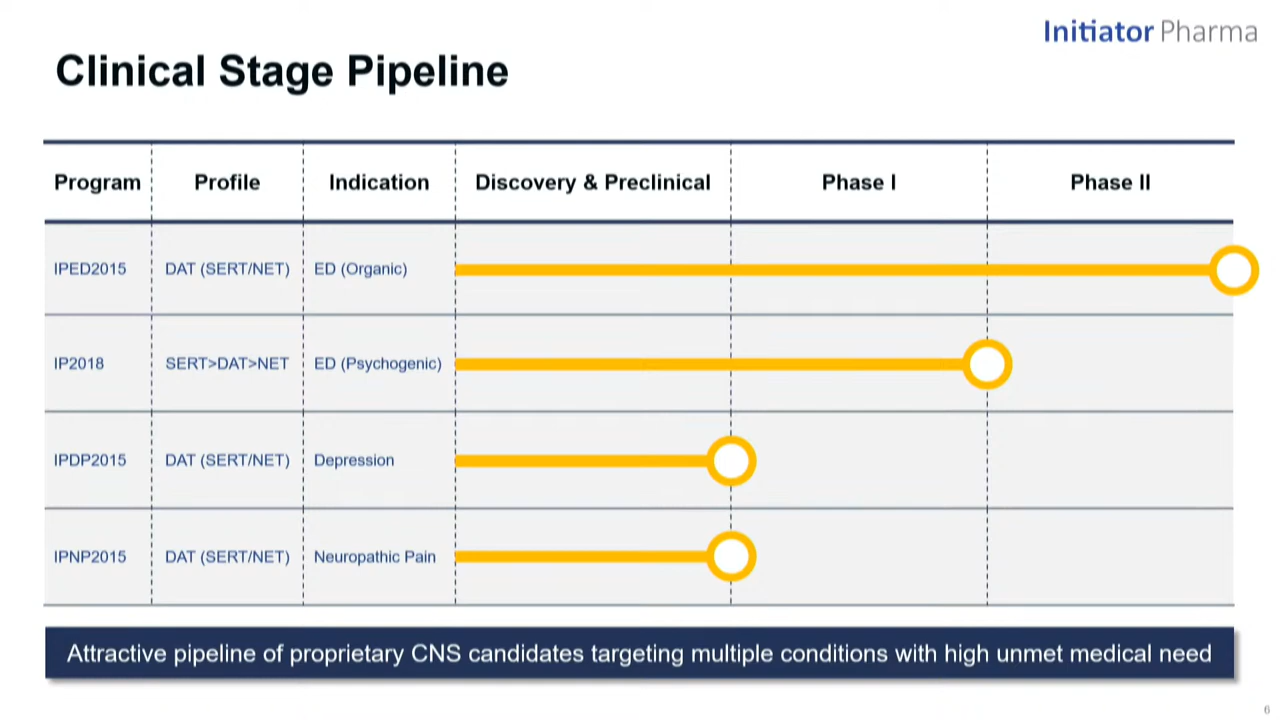 Initiator Pharma
Clinical Stage Pipeline
Program Profile Indication Discovery & Preclinical Phase I Phase II
IPED2015 DAT (SERT/NET) ED (Organic)
IP2018 SERT>DAT>NET ED (Psychogenic)
IPDP2015 DAT (SERT/NET) Depression
IPNP2015 DAT (SERT/NET) Neuropathic Pain
Attractive pipeline of proprietary CNS candidates targeting multiple conditions with high unmet medical need
6